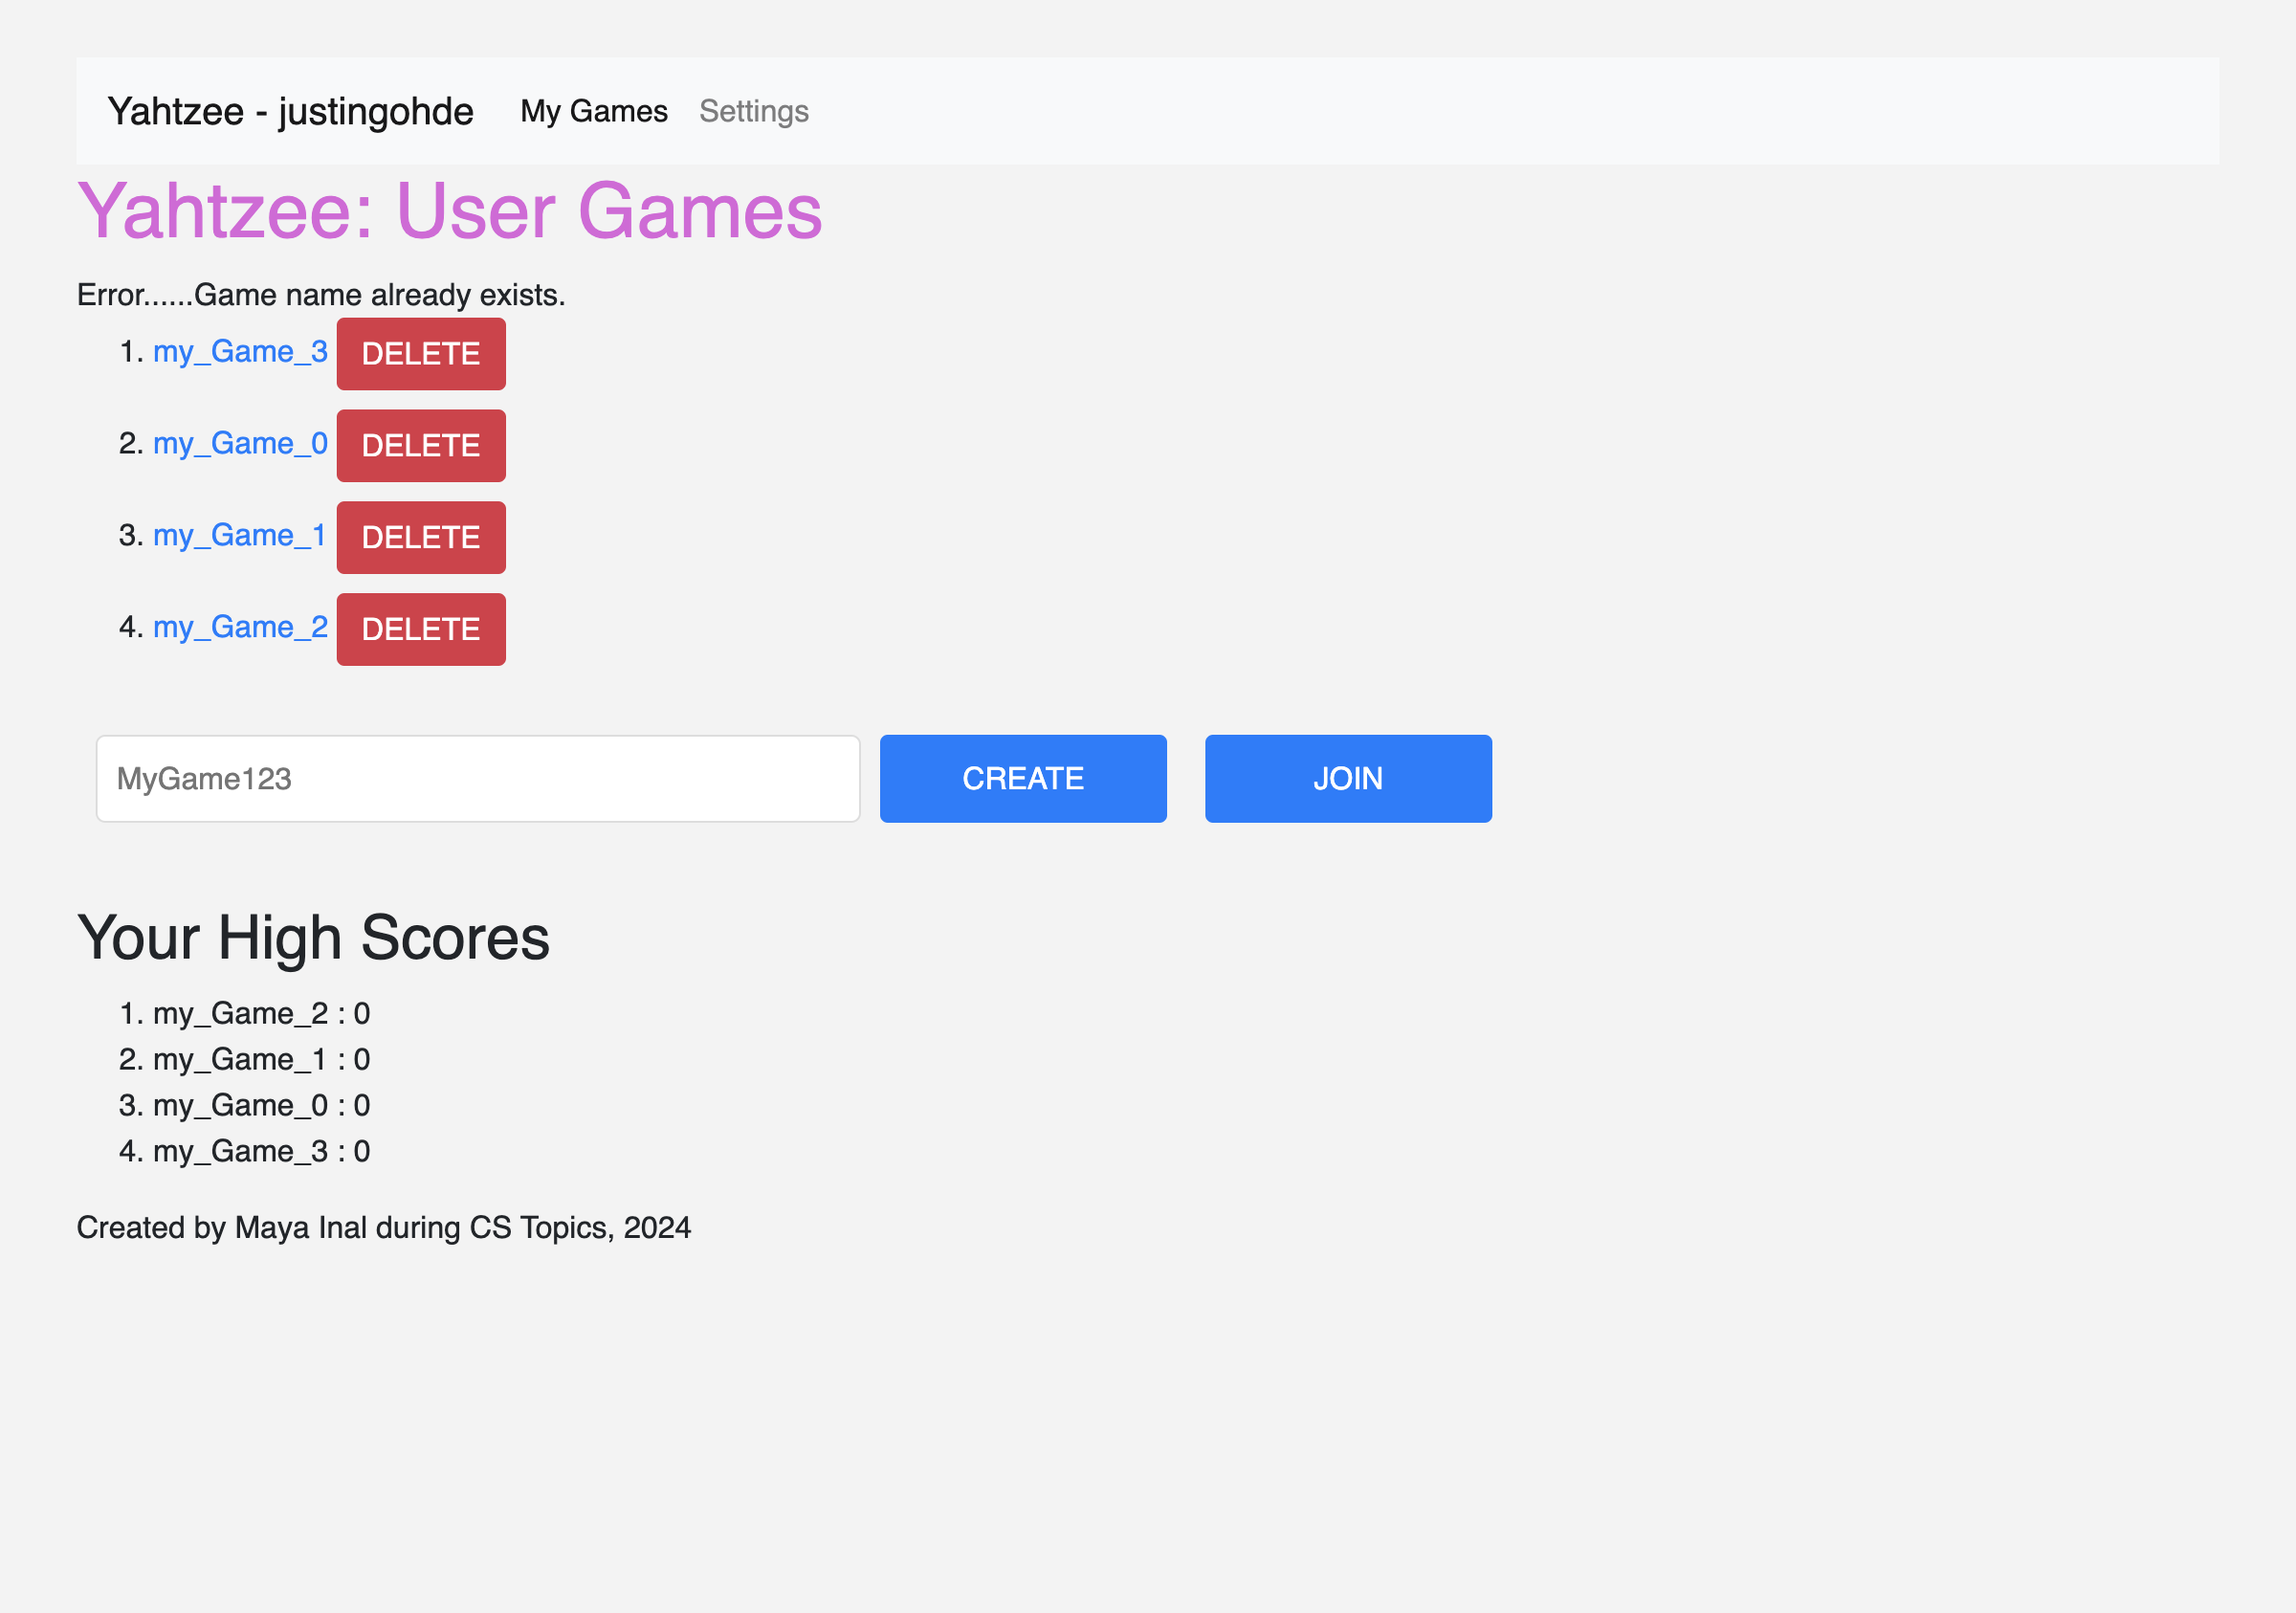 Yahtzee - justingohde My Games Settings
Yahtzee: User Games
Error......Game name already exists.
1. my_Game_3 DELETE
2. my_Game_0 DELETE
3. my_Game_1 DELETE
4. my_Game_2 DELETE
MyGame123 CREATE JOIN
Your High Scores
1. my_Game_2 : 0
2. my_Game_1 : 0
3. my_Game_0 : 0
4. my_Game_3 : 0
Created by Maya Inal during CS Topics, 2024